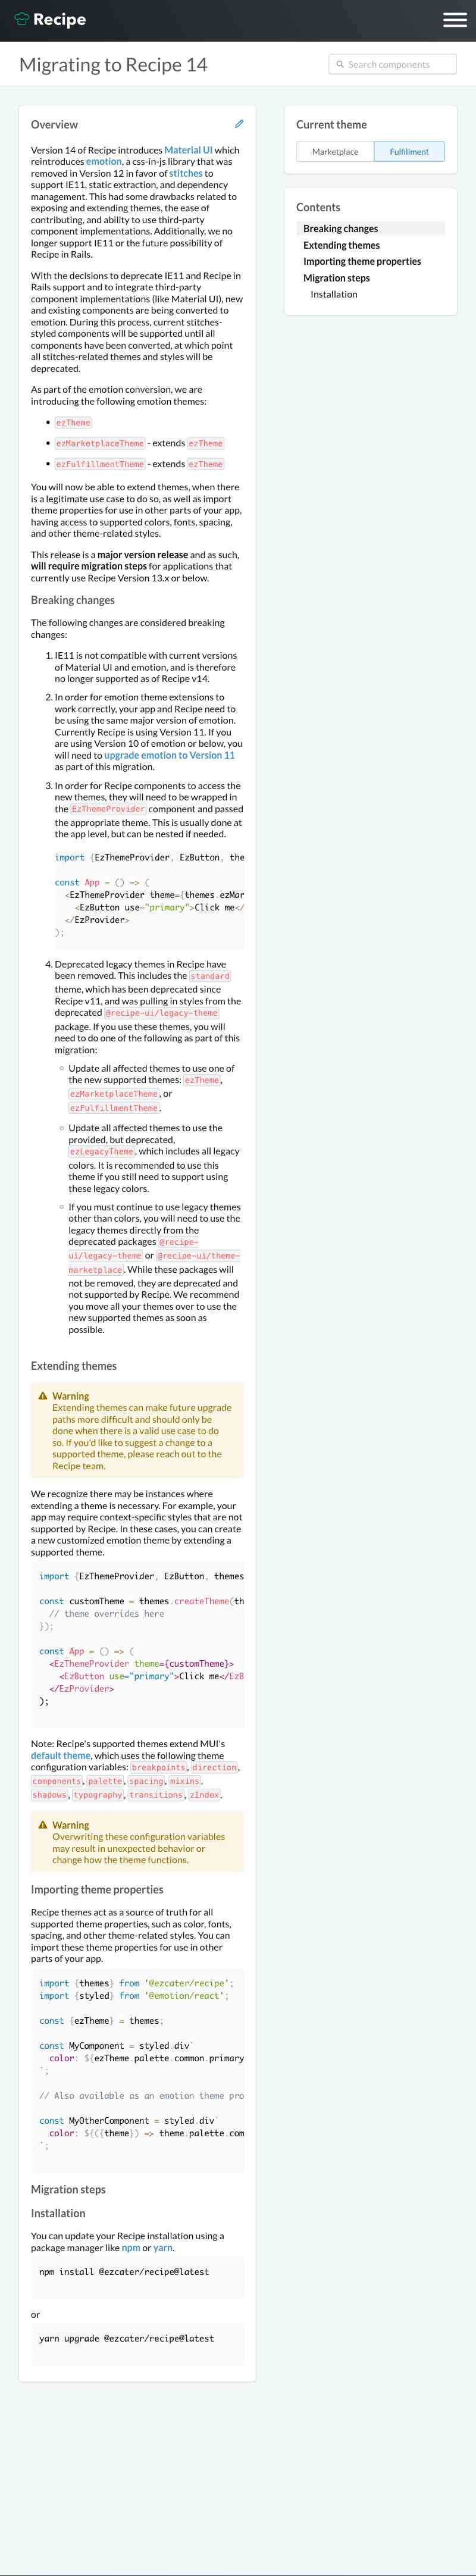 Recipe
Migrating to Recipe 14
Search components
Overview
Version 14 of Recipe introduces Material UI which
reintroduces emotion, a css-in-js library that was
removed in Version 12 in favor of stitches to
support IE11, static extraction, and dependency
management. This had some drawbacks related to
exposing and extending themes, the ease of
contributing, and ability to use third-party
component implementations. Additionally, we no
longer support IE11 or the future possibility of
Recipe in Rails.
With the decisions to deprecate IE11 and Recipe in
Rails support and to integrate third-party
component implementations (like Material UI), new
and existing components are being converted to
emotion. During this process, current stitches-
styled components will be supported until all
components have been converted, at which point
all stitches-related themes and styles will be
deprecated.
As part of the emotion conversion, we are
introducing the following emotion themes:
• ezTheme
• ezMarketplaceTheme - extends ezTheme
• ezFulfillmentTheme - extends ezTheme
You will now be able to extend themes, when there
is a legitimate use case to do so, as well as import
theme properties for use in other parts of your app,
having access to supported colors, fonts, spacing,
and other theme-related styles.
This release is a major version release and as such,
will require migration steps for applications that
currently use Recipe Version 13.x or below.
Breaking changes
The following changes are considered breaking
changes:
1. IE11 is not compatible with current versions
of Material UI and emotion, and is therefore
no longer supported as of Recipe v14.
2. In order for emotion theme extensions to
work correctly, your app and Recipe need to
be using the same major version of emotion.
Currently Recipe is using Version 11. If you
are using Version 10 of emotion or below, you
will need to upgrade emotion to Version 11
as part of this migration.
3. In order for Recipe components to access the
new themes, they will need to be wrapped in
the EzThemeProvider component and passed
the appropriate theme. This is usually done at
the app level, but can be nested if needed.
import {EzThemeProvider, EzButton, the
const App = () => (
<EzThemeProvider theme={themes.ezMar
<EzButton use="primary">Click me</
</EzProvider>
);
4. Deprecated legacy themes in Recipe have
been removed. This includes the standard
theme, which has been deprecated since
Recipe v11, and was pulling in styles from the
deprecated @recipe-ui/legacy-theme
package. If you use these themes, you will
need to do one of the following as part of this
migration:
◦ Update all affected themes to use one of
the new supported themes: ezTheme,
ezMarketplaceTheme, or
ezFulfillmentTheme.
◦ Update all affected themes to use the
provided, but deprecated,
ezLegacyTheme, which includes all legacy
colors. It is recommended to use this
theme if you still need to support using
these legacy colors.
◦ If you must continue to use legacy themes
other than colors, you will need to use the
legacy themes directly from the
deprecated packages @recipe-
ui/legacy-theme or @recipe-ui/theme-
marketplace. While these packages will
not be removed, they are deprecated and
not supported by Recipe. We recommend
you move all your themes over to use the
new supported themes as soon as
possible.
Extending themes
Warning
Extending themes can make future upgrade
paths more difficult and should only be
done when there is a valid use case to do
so. If you'd like to suggest a change to a
supported theme, please reach out to the
Recipe team.
We recognize there may be instances where
extending a theme is necessary. For example, your
app may require context-specific styles that are not
supported by Recipe. In these cases, you can create
a new customized emotion theme by extending a
supported theme.
import {EzThemeProvider, EzButton, themes
const customTheme = themes.createTheme(th
// theme overrides here
});
const App = () => (
<EzThemeProvider theme={customTheme}>
<EzButton use="primary">Click me</EzB
</EzProvider>
);
Note: Recipe's supported themes extend MUI's
default theme, which uses the following theme
configuration variables: breakpoints, direction,
components, palette, spacing, mixins,
shadows, typography, transitions, zIndex.
Warning
Overwriting these configuration variables
may result in unexpected behavior or
change how the theme functions.
Importing theme properties
Recipe themes act as a source of truth for all
supported theme properties, such as color, fonts,
spacing, and other theme-related styles. You can
import these theme properties for use in other
parts of your app.
import {themes} from '@ezcater/recipe';
import {styled} from '@emotion/react';
const {ezTheme} = themes;
const MyComponent = styled.div`
color: ${ezTheme.palette.common.primary
`;
// Also available as an emotion theme pro
const MyOtherComponent = styled.div`
color: ${({theme}) => theme.palette.com
`;
Migration steps
Installation
You can update your Recipe installation using a
package manager like npm or yarn.
npm install @ezcater/recipe@latest
or
yarn upgrade @ezcater/recipe@latest
Current theme
Marketplace
Fulfillment
Contents
Breaking changes
Extending themes
Importing theme properties
Migration steps
Installation